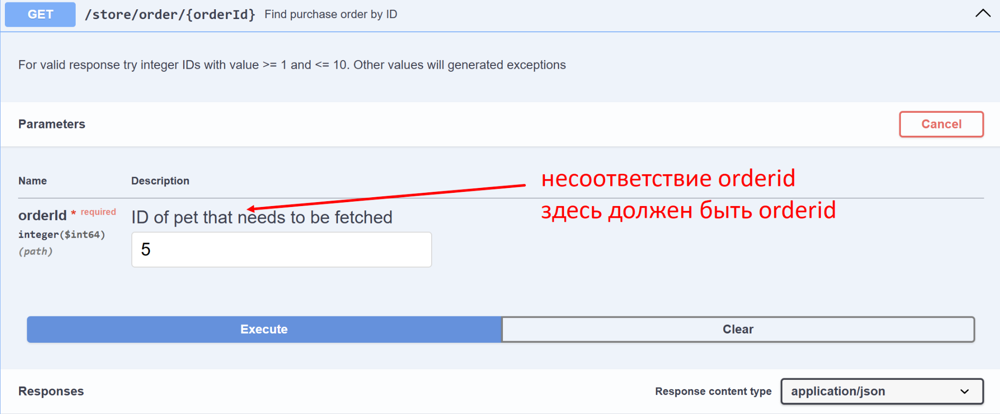 GET /store/order/{orderId} Find purchase order by ID
For valid response try integer IDs with value >= 1 and <= 10. Other values will generated exceptions
Parameters
Cancel
Name Description
несоответствие orderid
здесь должен быть orderid
orderId * required
integer($int64)
(path)
ID of pet that needs to be fetched
5
Execute
Clear
Responses
Response content type application/json